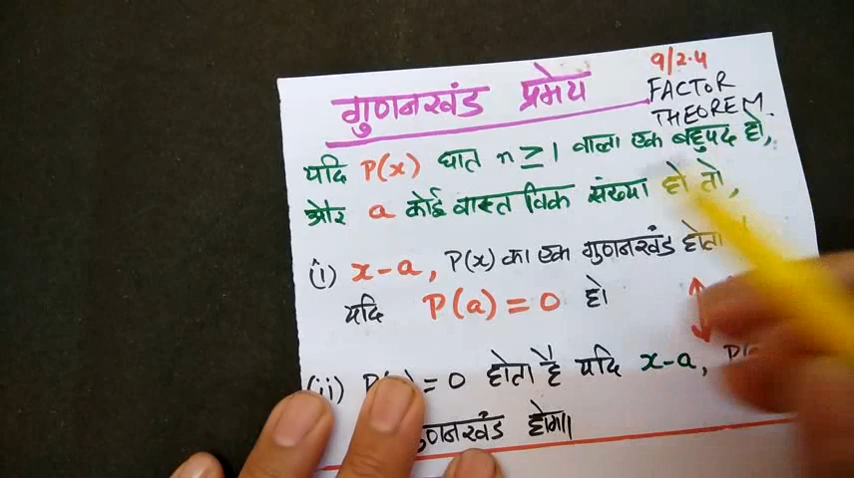 9/2.4
गुणनखंड प्रमेय FACTOR
THEOREM.
यदि P(x) घात n ≥ 1 वाला एक बहुपद हो,
और a कोई वास्तविक संख्या हो तो,
(i) x-a, P(x) का एक गुणनखंड होता
यदि P(a) = 0 हो
(ii) = 0 होता है यदि x-a,
गुणनखंड होगा।